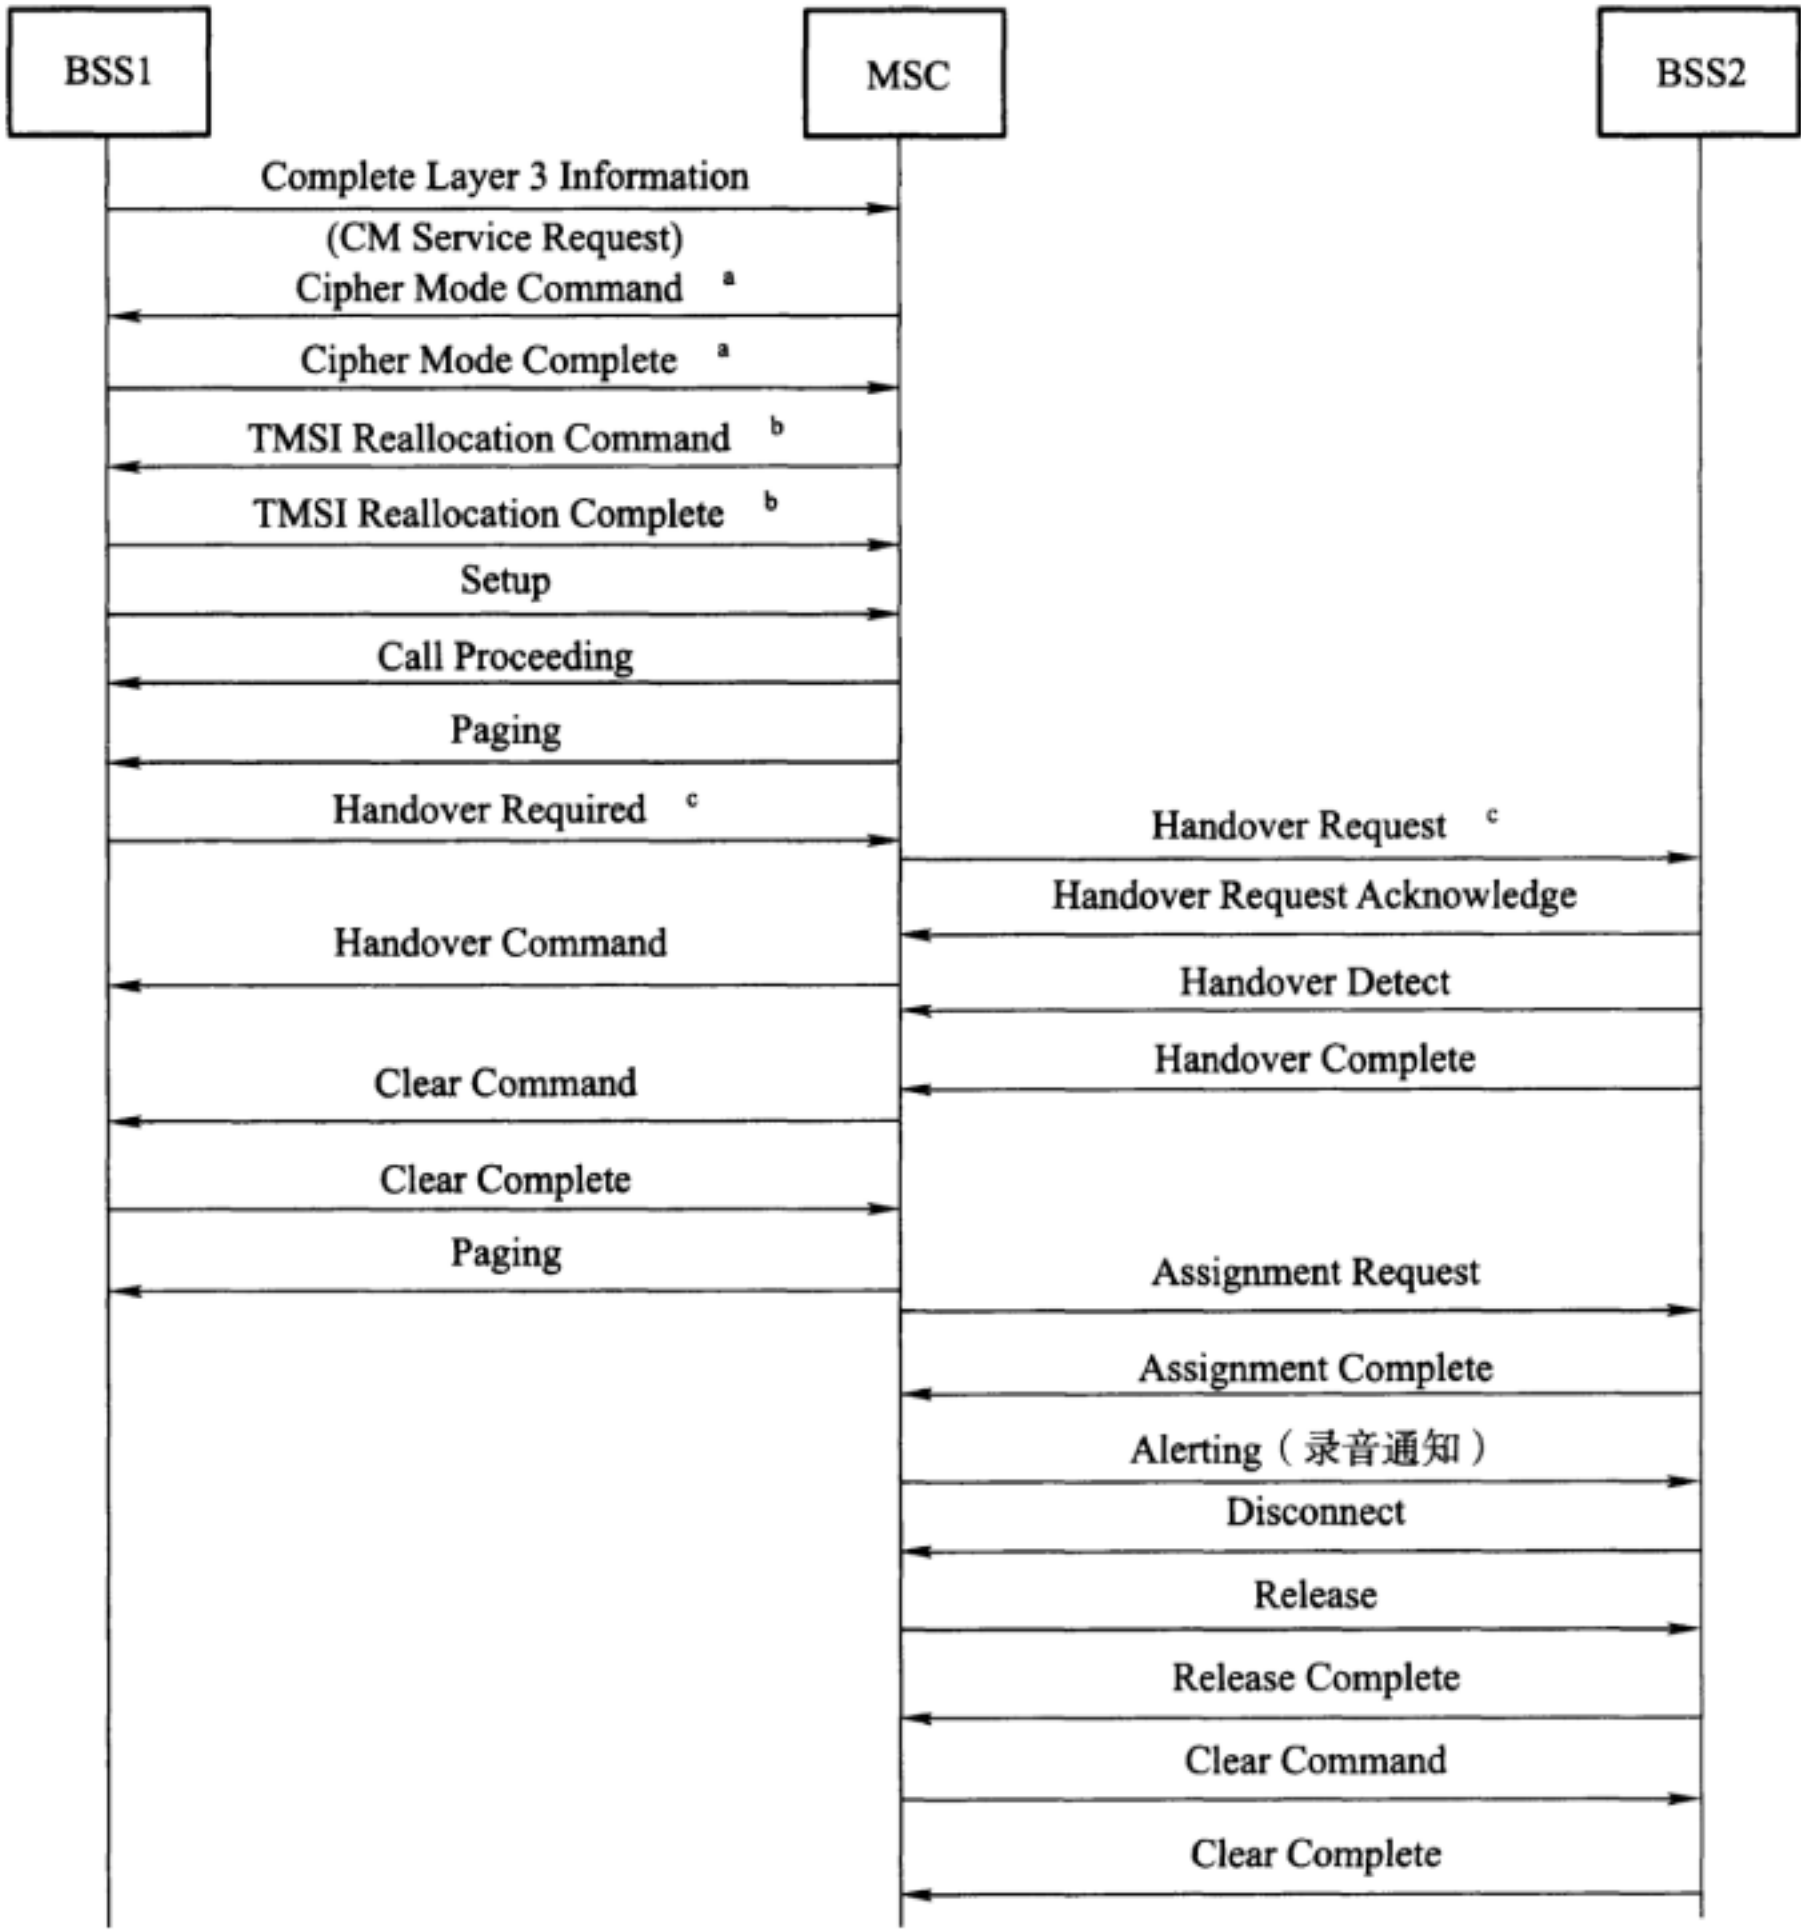 BSS1
MSC
BSS2
Complete Layer 3 Information
(CM Service Request)
Cipher Mode Command a
Cipher Mode Complete a
TMSI Reallocation Command b
TMSI Reallocation Complete b
Setup
Call Proceeding
Paging
Handover Required c
Handover Request c
Handover Request Acknowledge
Handover Command
Handover Detect
Handover Complete
Clear Command
Clear Complete
Paging
Assignment Request
Assignment Complete
Alerting（录音通知）
Disconnect
Release
Release Complete
Clear Command
Clear Complete